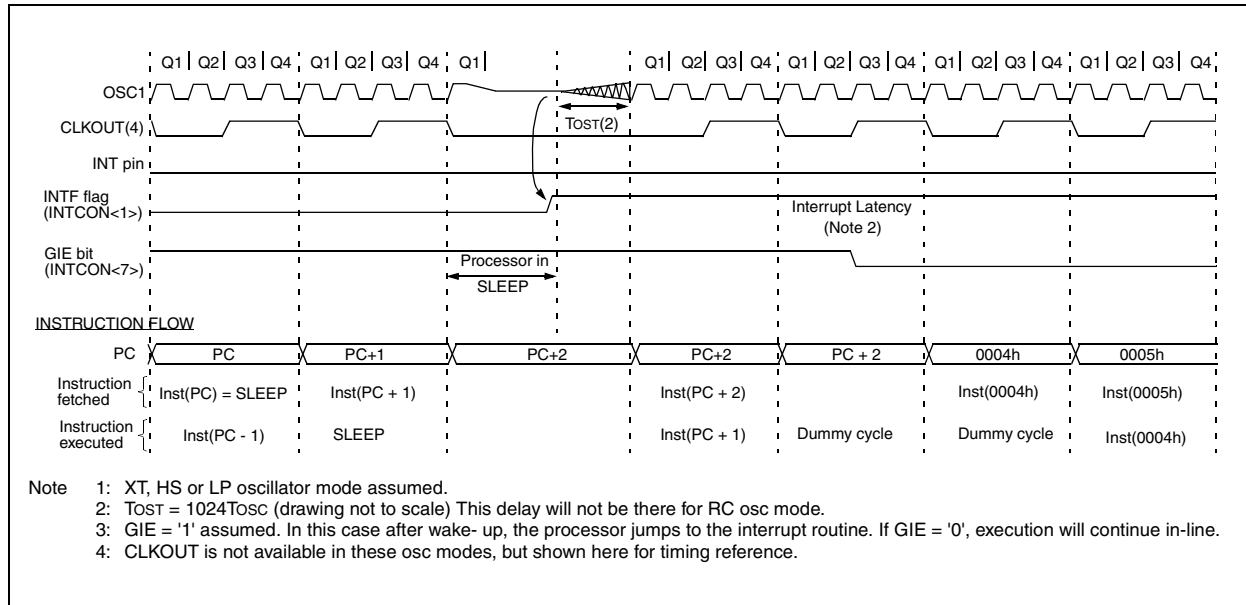 Q1 Q2 Q3 Q4 Q1 Q2 Q3 Q4 Q1 Q1 Q2 Q3 Q4 Q1 Q2 Q3 Q4 Q1 Q2 Q3 Q4 Q1 Q2 Q3 Q4
OSC1
TOST(2)
CLKOUT(4)
INT pin
INTF flag
(INTCON<1>)
Interrupt Latency
(Note 2)
GIE bit
(INTCON<7>)
Processor in
SLEEP
INSTRUCTION FLOW
PC PC PC+1 PC+2 PC+2 PC + 2 0004h 0005h
Instruction
fetched
Inst(PC) = SLEEP Inst(PC + 1) Inst(PC + 2) Inst(0004h) Inst(0005h)
Instruction
executed
Inst(PC - 1) SLEEP Inst(PC + 1) Dummy cycle Dummy cycle Inst(0004h)
Note 1: XT, HS or LP oscillator mode assumed.
2: TOST = 1024TOSC (drawing not to scale) This delay will not be there for RC osc mode.
3: GIE = '1' assumed. In this case after wake- up, the processor jumps to the interrupt routine. If GIE = '0', execution will continue in-line.
4: CLKOUT is not available in these osc modes, but shown here for timing reference.